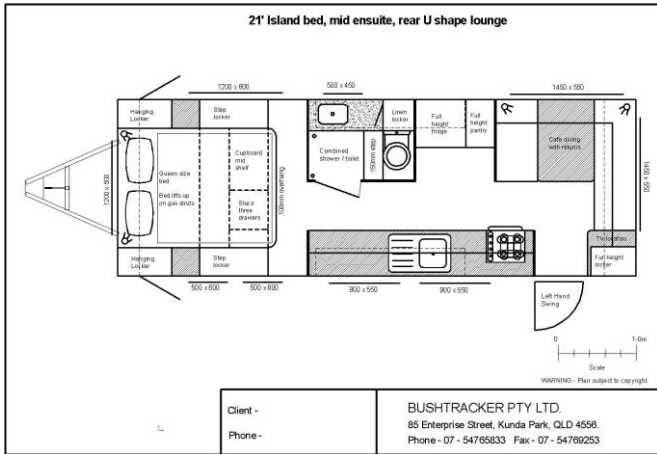 21' Island bed, mid ensuite, rear U shape lounge
1200 x 600
500 x 450
1450 x 550
Hanging
Locker
Step
locker
Linen
locker
Full
height
fridge
Full
height
pantry
Cafe dining
with returns
Cupboard
mid
shelf
Combined
shower / toilet
150mm step
Queen size
bed
Bed lifts up
on gas struts
Stack
three
drawers
100mm overhang
1200 x 500
1450 x 550
Hanging
Locker
Step
locker
Full height
locker
500 x 600
500 x 600
900 x 550
900 x 550
Left Hand
Swing
0
1-0m
Scale
WARNING - Plan subject to copyright.
Client -
Phone -
BUSHTRACKER PTY LTD.
85 Enterprise Street, Kunda Park, QLD 4556.
Phone - 07 - 54765833 Fax - 07 - 54769253